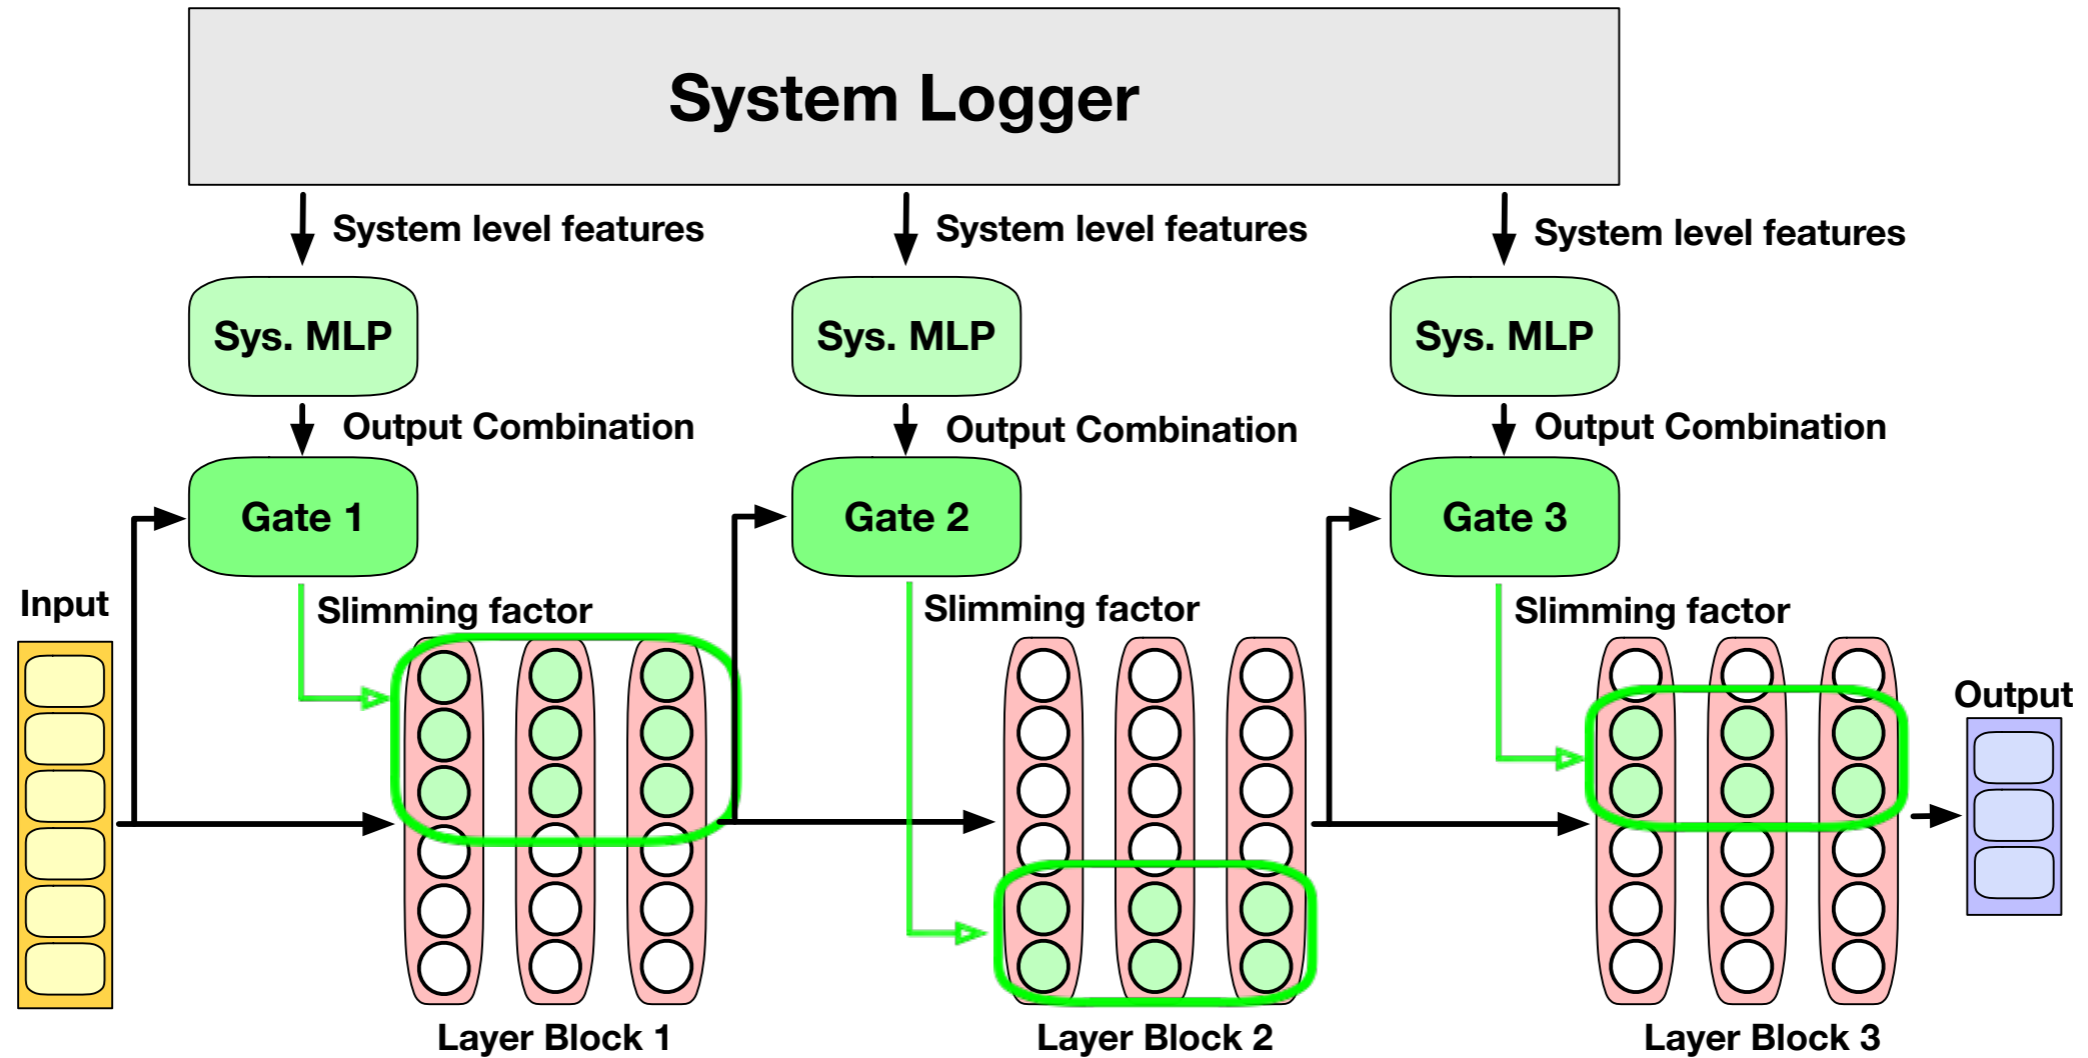 System Logger
System level features
System level features
System level features
Sys. MLP
Sys. MLP
Sys. MLP
Output Combination
Output Combination
Output Combination
Gate 1
Gate 2
Gate 3
Input
Slimming factor
Slimming factor
Slimming factor
Output
Layer Block 1
Layer Block 2
Layer Block 3